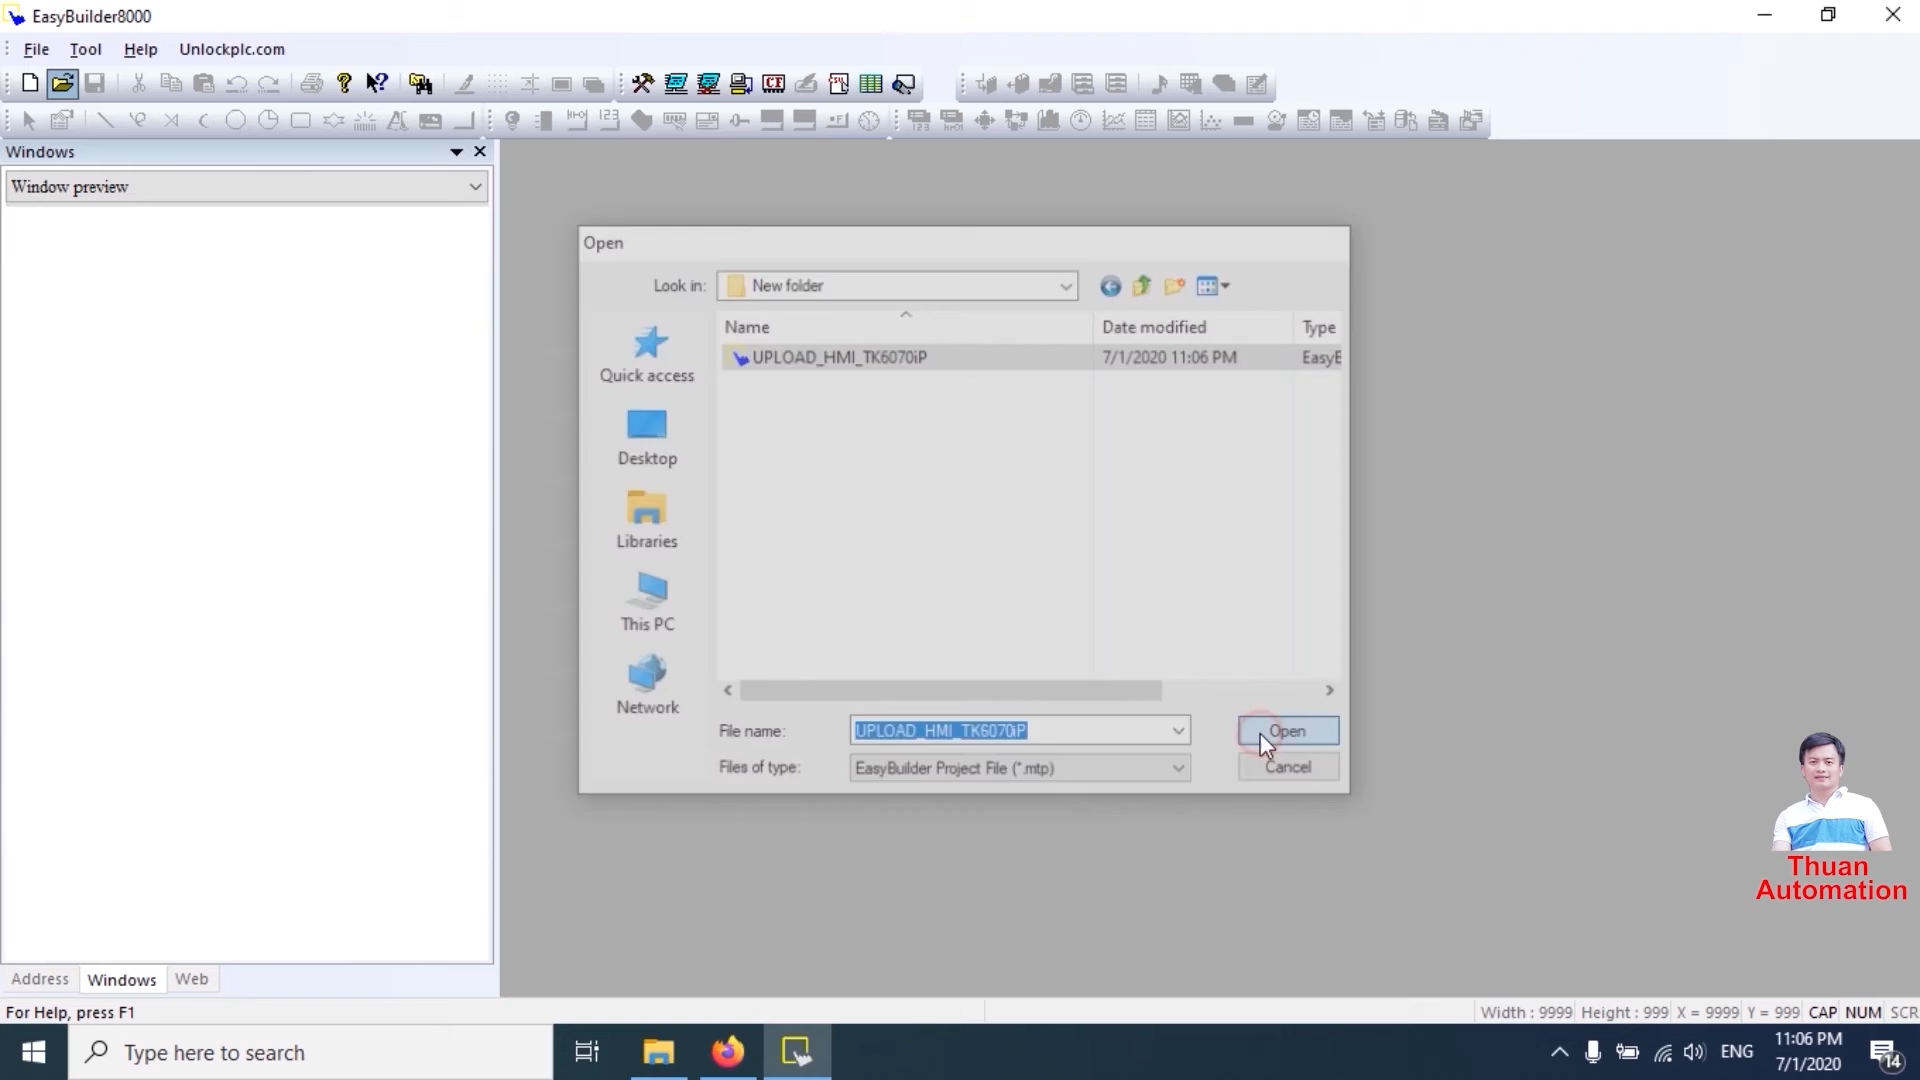 EasyBuilder8000
File Tool Help Unlockplc.com
Windows
Window preview
Open
Look in: New folder
Name Date modified Type
UPLOAD_HMI_TK6070iP 7/1/2020 11:06 PM EasyB
Quick access
Desktop
Libraries
This PC
Network
File name: UPLOAD_HMI_TK6070iP Open
Files of type: EasyBuilder Project File (*.mtp) Cancel
Thuan
Automation
Address Windows Web
For Help, press F1 Width : 9999 Height : 999 X = 9999 Y = 999 CAP NUM SCR
Type here to search
ENG
11:06 PM
7/1/2020
14